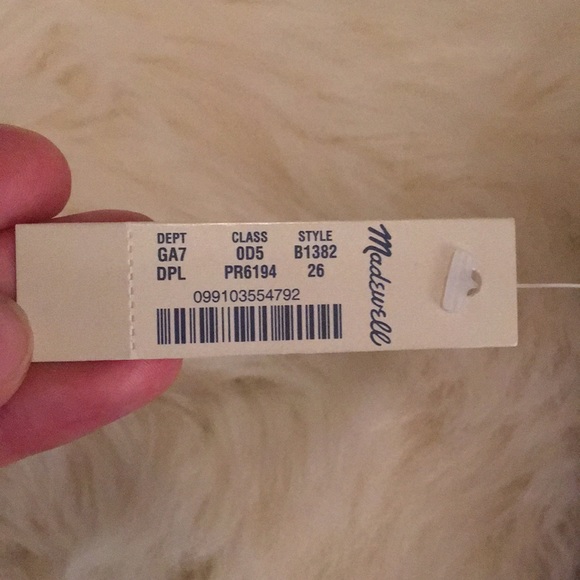 DEPT CLASS STYLE
GA7 0D5 B1382
DPL PR6194 26
099103554792
Madewell